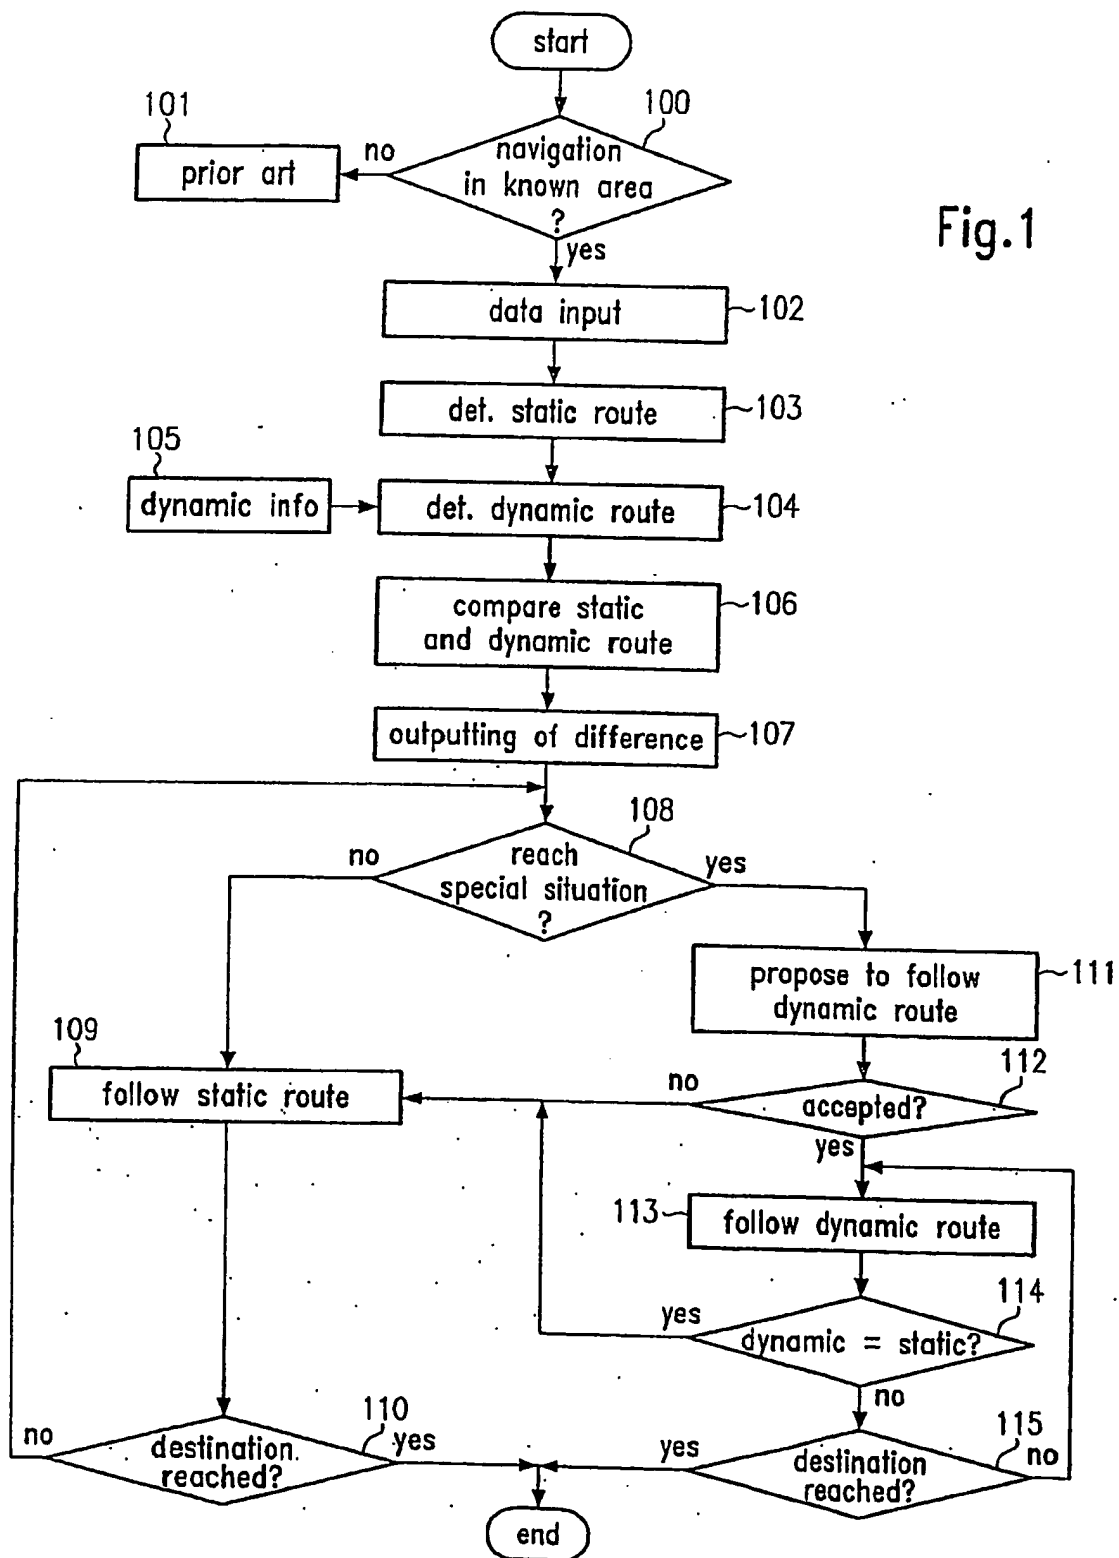 start
100
101
navigation
in known area
?
no
prior art
yes
Fig.1
data input
102
det. static route
103
105
dynamic info
det. dynamic route
104
compare static
and dynamic route
106
outputting of difference
107
108
no
reach
special situation
?
yes
propose to follow
dynamic route
111
109
follow static route
no
accepted?
112
yes
113
follow dynamic route
114
yes
dynamic = static?
no
110
no
destination
reached?
yes
115
yes
destination
reached?
no
end